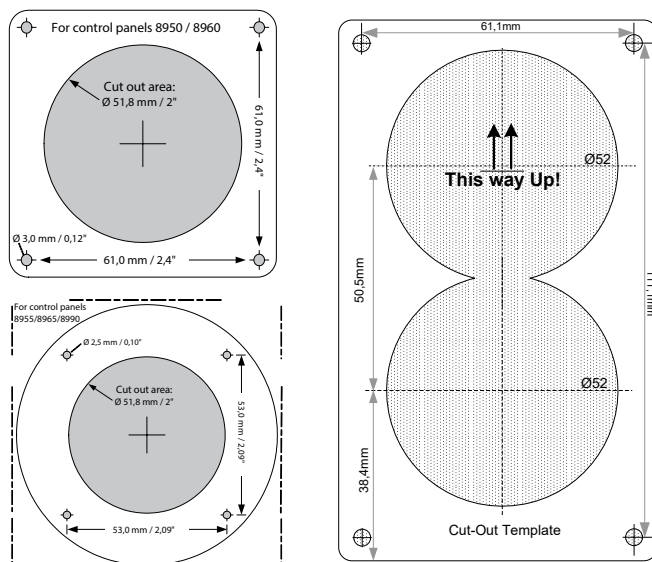 For control panels 8950 / 8960
Cut out area:
Ø 51,8 mm / 2"
61,0 mm / 2,4"
Ø 3,0 mm / 0,12"
61,0 mm / 2,4"
For control panels
8955/8965/8990
Ø 2,5 mm / 0,10"
Cut out area:
Ø 51,8 mm / 2"
53,0 mm / 2,09"
53,0 mm / 2,09"
61,1mm
Ø52
This way Up!
50,5mm
Ø52
38,4mm
Cut-Out Template